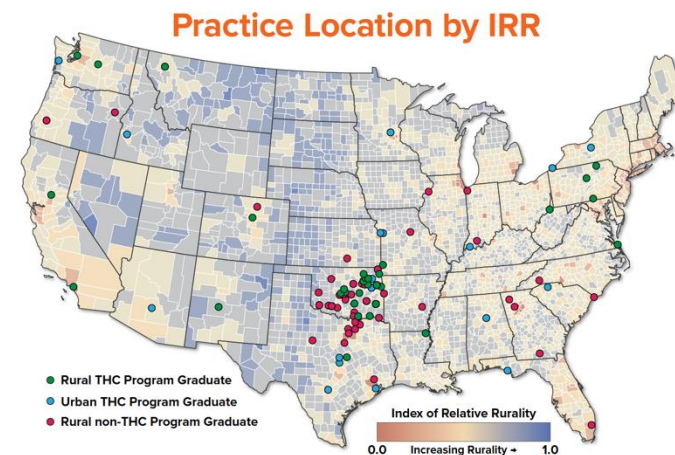 Practice Location by IRR
Rural THC Program Graduate
Urban THC Program Graduate
Rural non-THC Program Graduate
Index of Relative Rurality
0.0 Increasing Rurality → 1.0